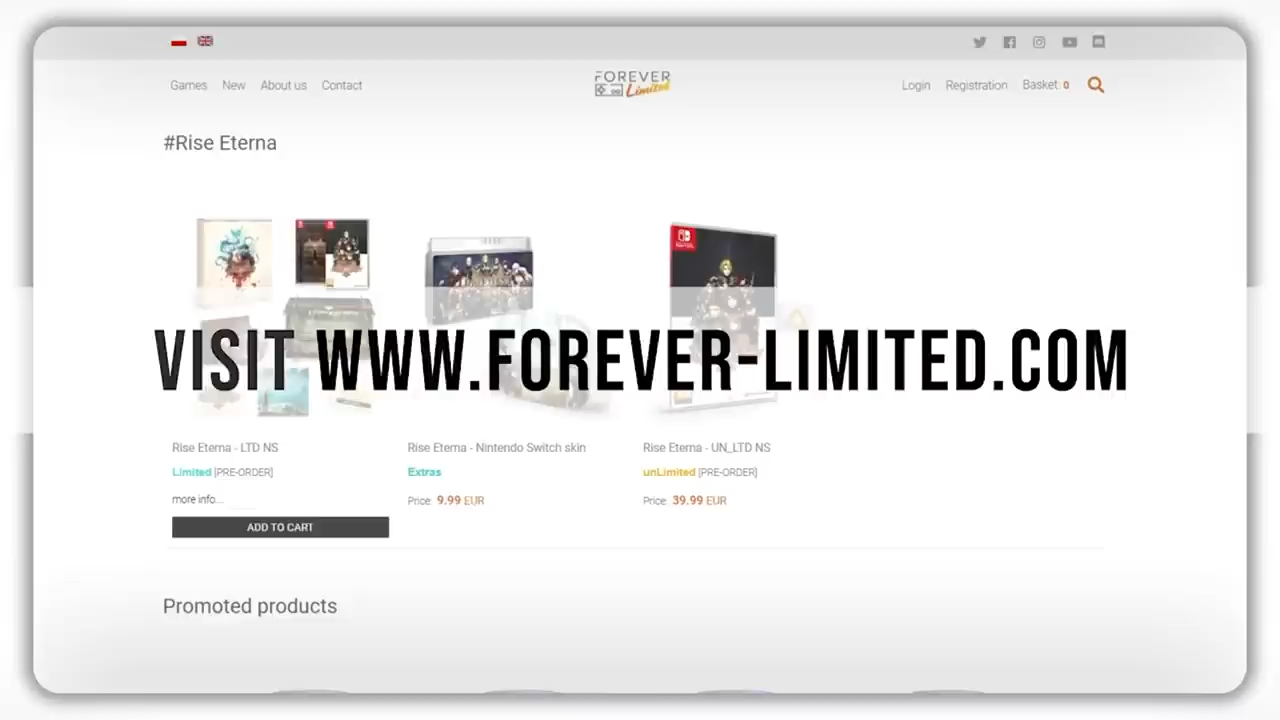 Games New About us Contact
FOREVER
Limited
Login Registration Basket: 0
#Rise Eterna
VISIT WWW.FOREVER-LIMITED.COM
Rise Eterna - LTD NS
Limited [PRE-ORDER]
more info...
ADD TO CART
Rise Eterna - Nintendo Switch skin
Extras
Price: 9.99 EUR
Rise Eterna - UN_LTD NS
unLimited [PRE-ORDER]
Price: 39.99 EUR
Promoted products